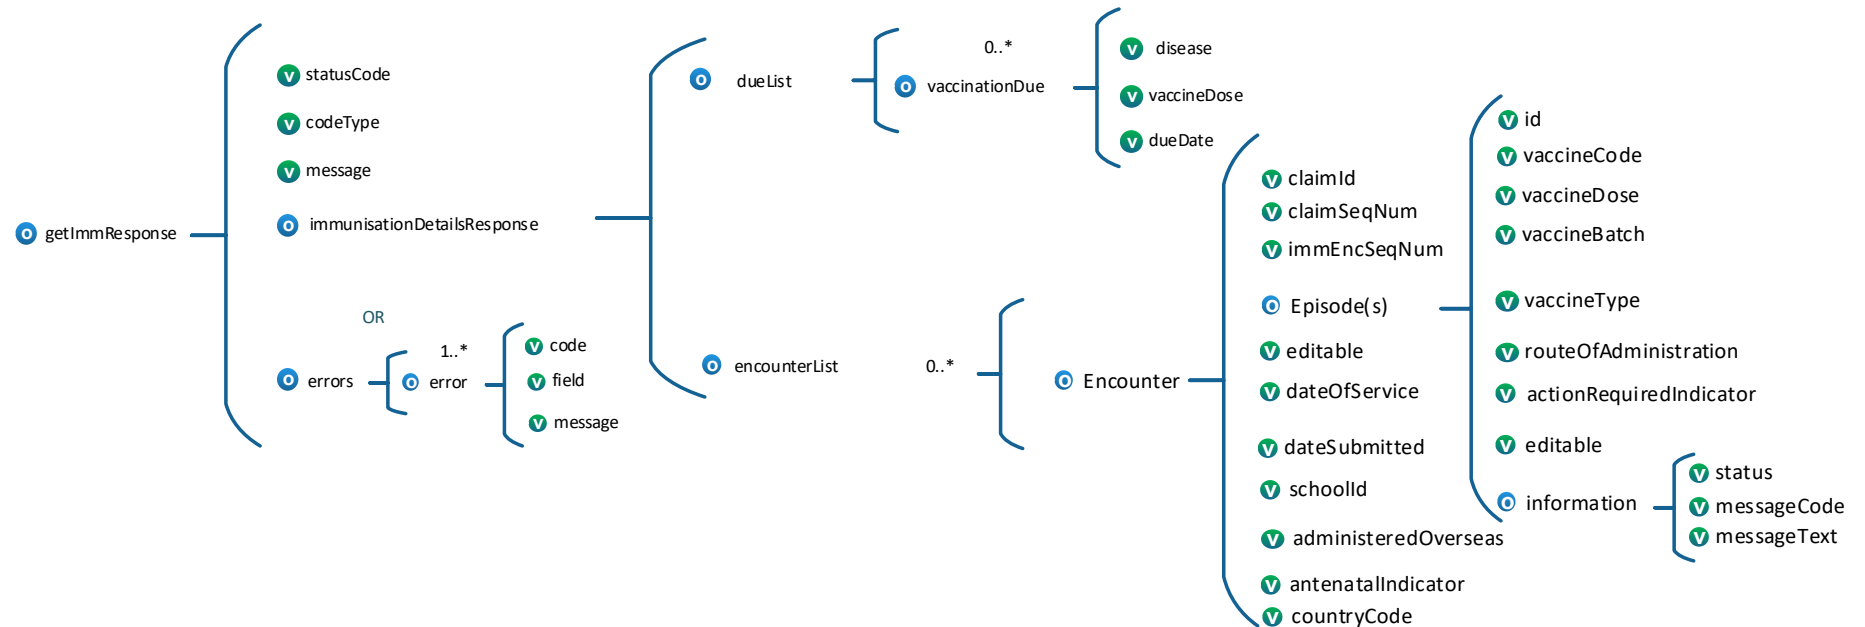 O getImmResponse
V statusCode
V codeType
V message
O immunisationDetailsResponse
OR
O errors
1..*
O error
V code
V field
V message
O dueList
0..*
O vaccinationDue
V disease
V vaccineDose
V dueDate
O encounterList
0..*
O Encounter
V claimId
V claimSeqNum
V immEncSeqNum
O Episode(s)
V editable
V dateOfService
V dateSubmitted
V schoolId
V administeredOverseas
V antenatalIndicator
V countryCode
V id
V vaccineCode
V vaccineDose
V vaccineBatch
V vaccineType
V routeOfAdministration
V actionRequiredIndicator
V editable
O information
V status
V messageCode
V messageText